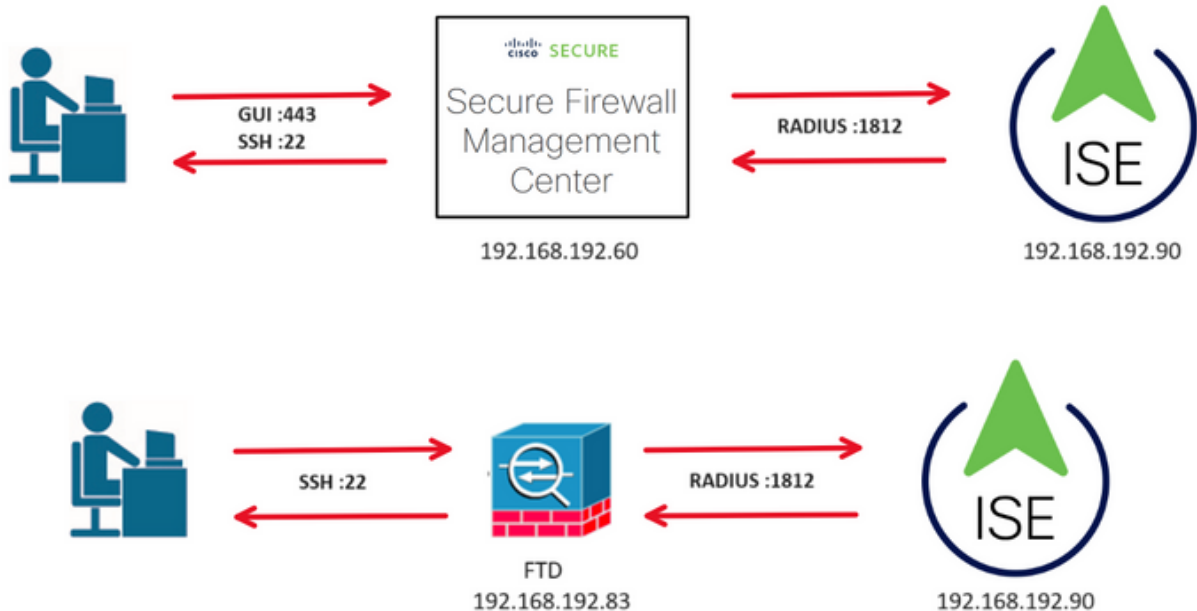 CISCO SECURE
Secure Firewall
Management
Center
GUI :443
SSH :22
RADIUS :1812
ISE
192.168.192.60
192.168.192.90
SSH :22
RADIUS :1812
ISE
FTD
192.168.192.83
192.168.192.90